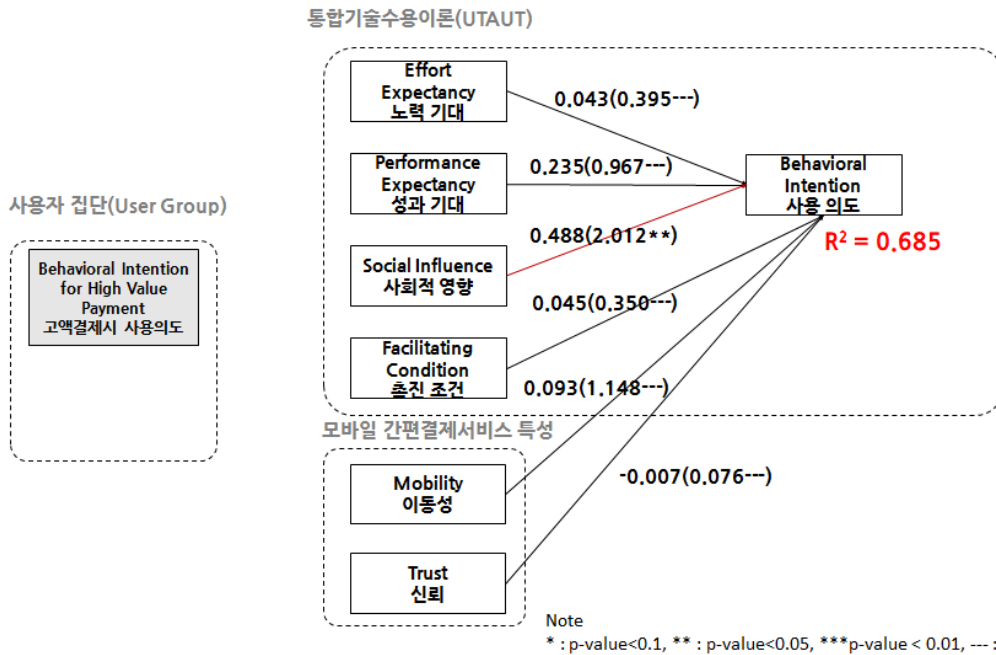 통합기술수용이론(UTAUT)
Effort
Expectancy
노력 기대
0.043(0.395---)
Performance
Expectancy
성과 기대
0.235(0.967---)
Behavioral
Intention
사용 의도
R² = 0.685
사용자 집단(User Group)
Behavioral Intention
for High Value
Payment
고액결제시 사용의도
0.488(2.012**)
Social Influence
사회적 영향
0.045(0.350---)
Facilitating
Condition
촉진 조건
0.093(1.148---)
모바일 간편결제서비스 특성
Mobility
이동성
-0.007(0.076---)
Trust
신뢰
Note
* : p-value<0.1, ** : p-value<0.05, ***p-value < 0.01, --- :